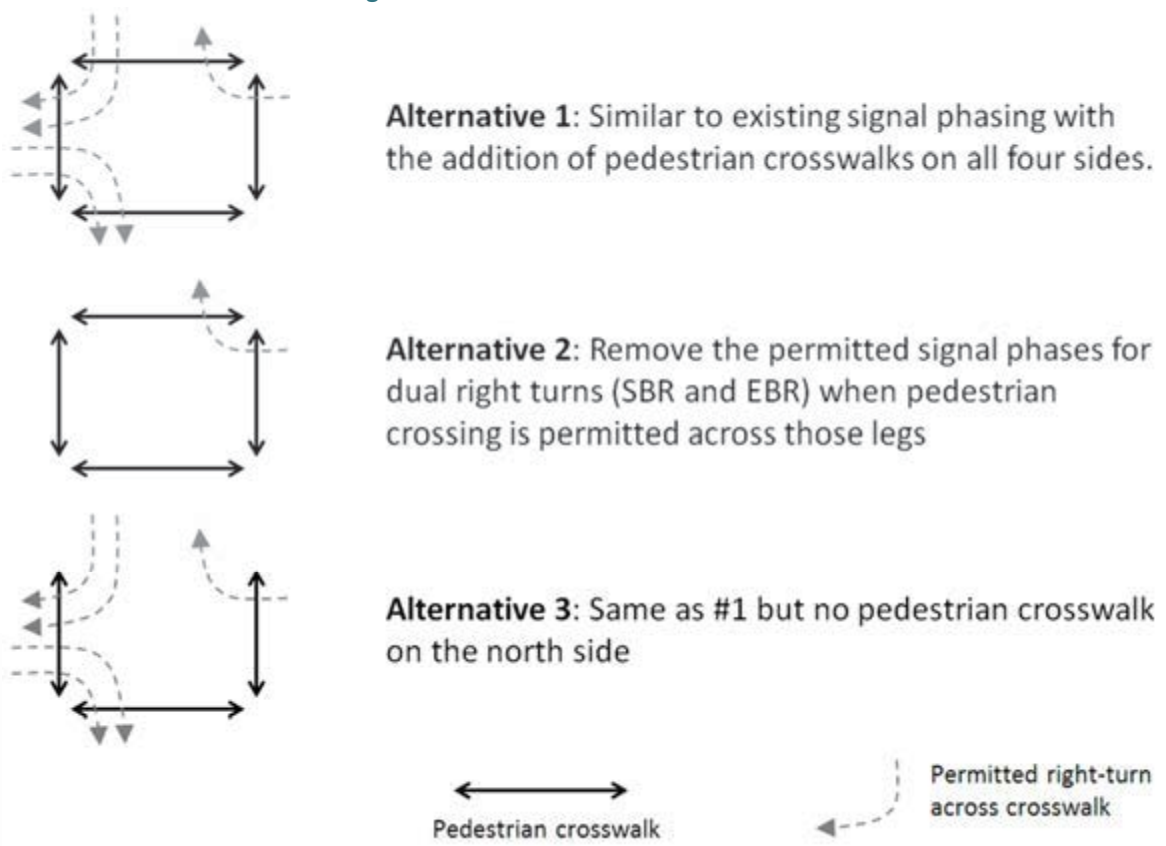 Alternative 1: Similar to existing signal phasing with
the addition of pedestrian crosswalks on all four sides.
Alternative 2: Remove the permitted signal phases for
dual right turns (SBR and EBR) when pedestrian
crossing is permitted across those legs
Alternative 3: Same as #1 but no pedestrian crosswalk
on the north side
Pedestrian crosswalk
Permitted right-turn
across crosswalk